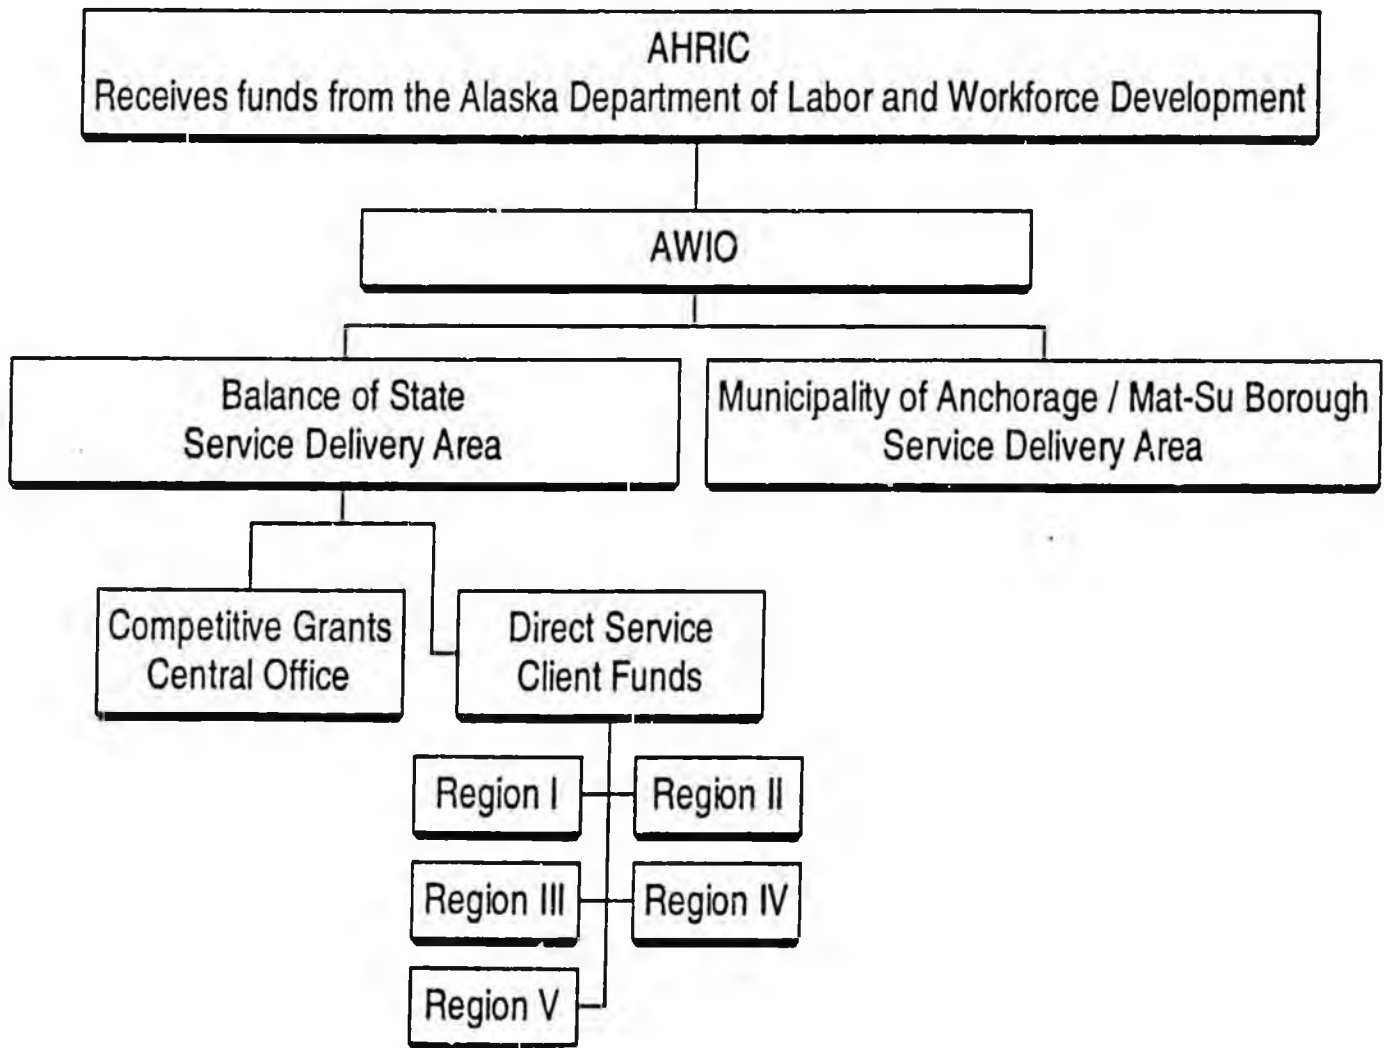 AHRIC
Receives funds from the Alaska Department of Labor and Workforce Development
AWIO
Balance of State
Service Delivery Area
Municipality of Anchorage / Mat-Su Borough
Service Delivery Area
Competitive Grants
Central Office
Direct Service
Client Funds
Region I
Region II
Region III
Region IV
Region V